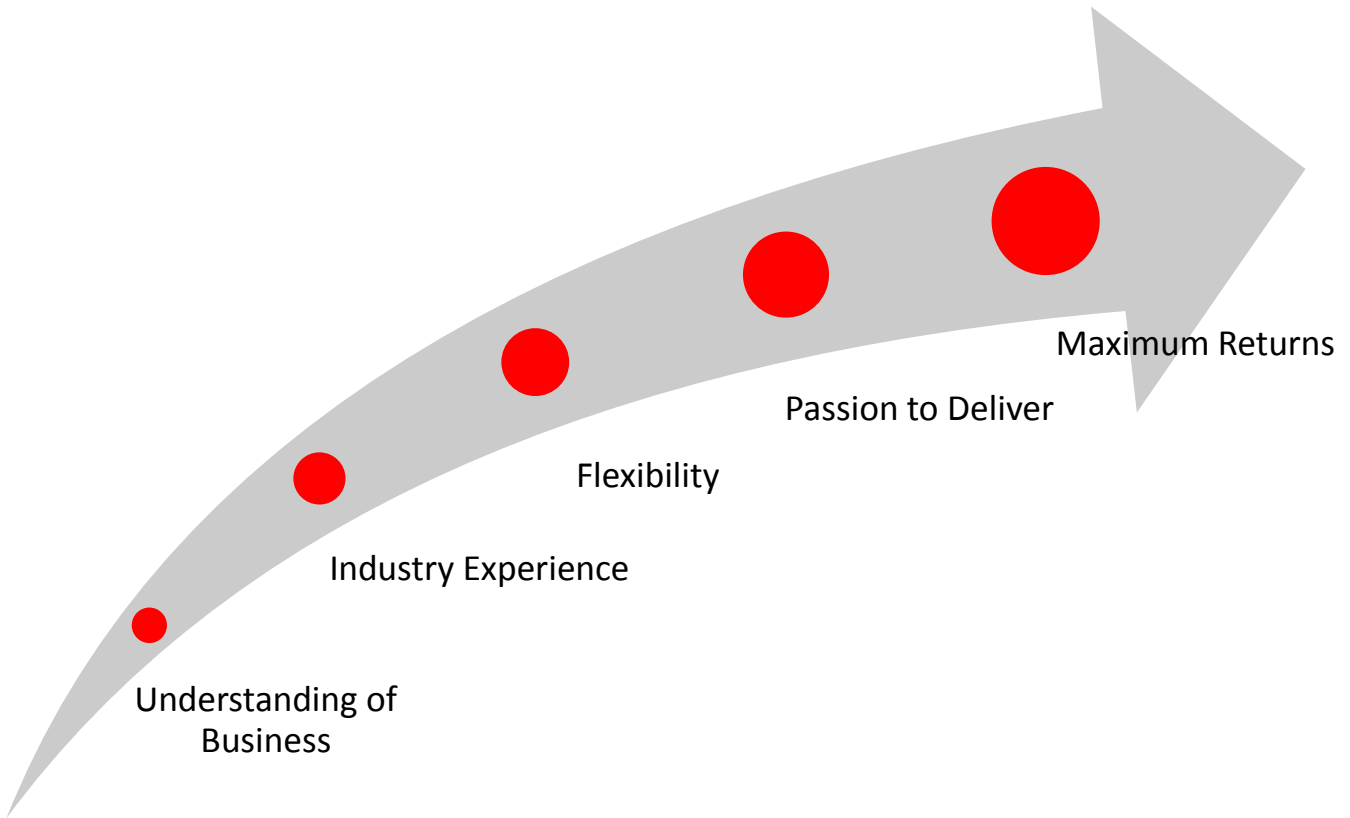 Maximum Returns
Passion to Deliver
Flexibility
Industry Experience
Understanding of
Business